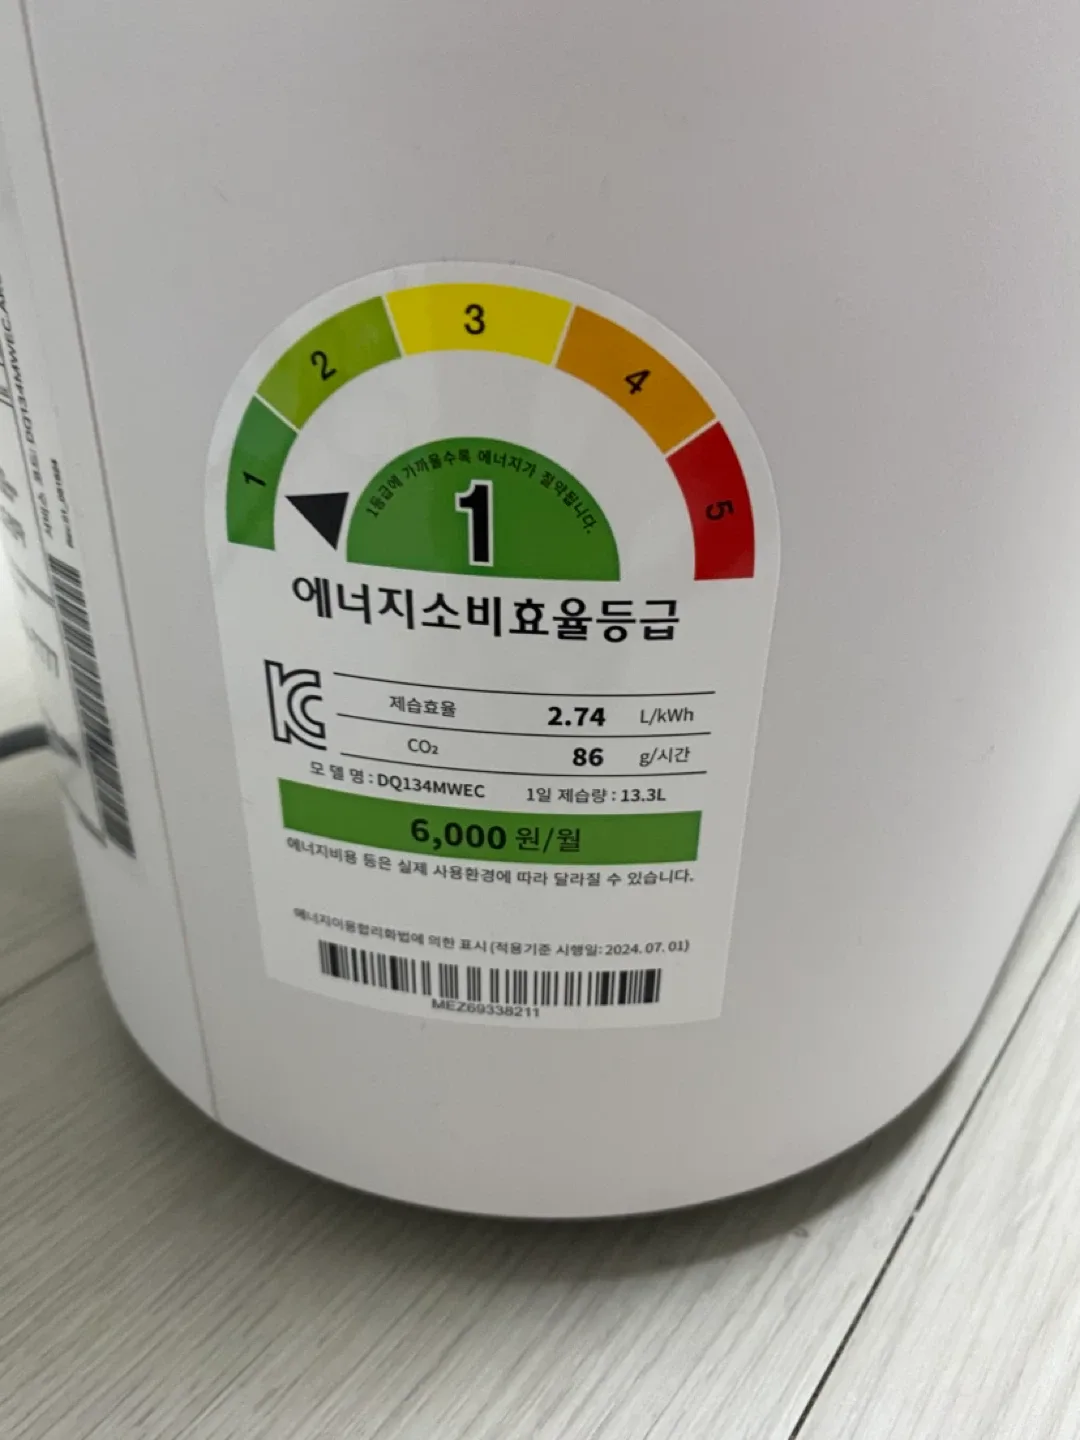 1
2
3
4
5
1등급에 가까울수록 에너지가 절약됩니다.
1
에너지소비효율등급
제습효율 2.74 L/kWh
CO₂ 86 g/시간
모델명 : DQ134MWEC 1일 제습량 : 13.3L
6,000 원/월
에너지비용 등은 실제 사용환경에 따라 달라질 수 있습니다.
에너지이용합리화법에 의한 표시 (적용기준 시행일: 2024. 07. 01)
MEZ69338211